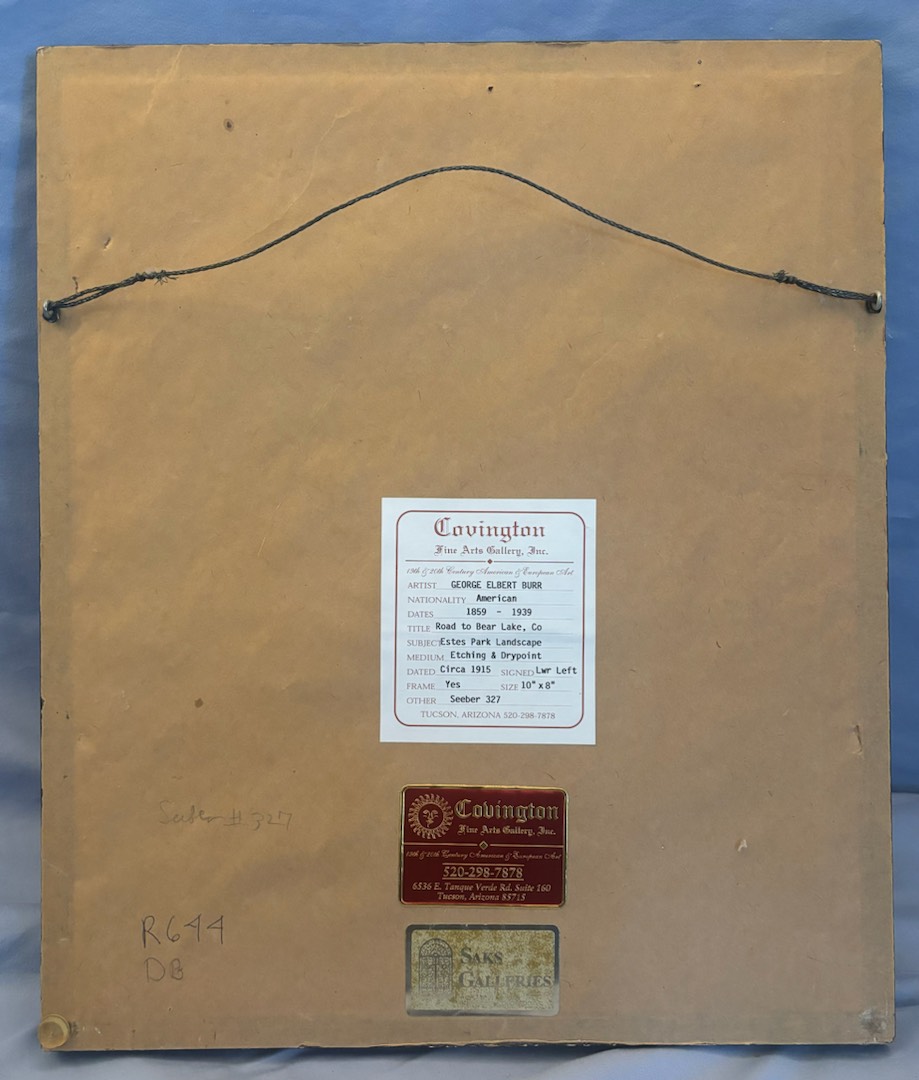 Covington
Fine Arts Gallery, Inc.
19th & 20th Century American & European Art
ARTIST GEORGE ELBERT BURR
NATIONALITY American
DATES 1859 - 1939
TITLE Road to Bear Lake, Co
SUBJECT Estes Park Landscape
MEDIUM Etching & Drypoint
DATED Circa 1915 SIGNED Lwr Left
FRAME Yes SIZE 10" x 8"
OTHER Seeber 327
TUCSON, ARIZONA 520-298-7878
Covington
Fine Arts Gallery, Inc.
19th & 20th Century American & European Art
520-298-7878
6536 E. Tanque Verde Rd. Suite 160
Tucson, Arizona 85715
Seeber # 327
R644
DB
SAKS
GALLERIES